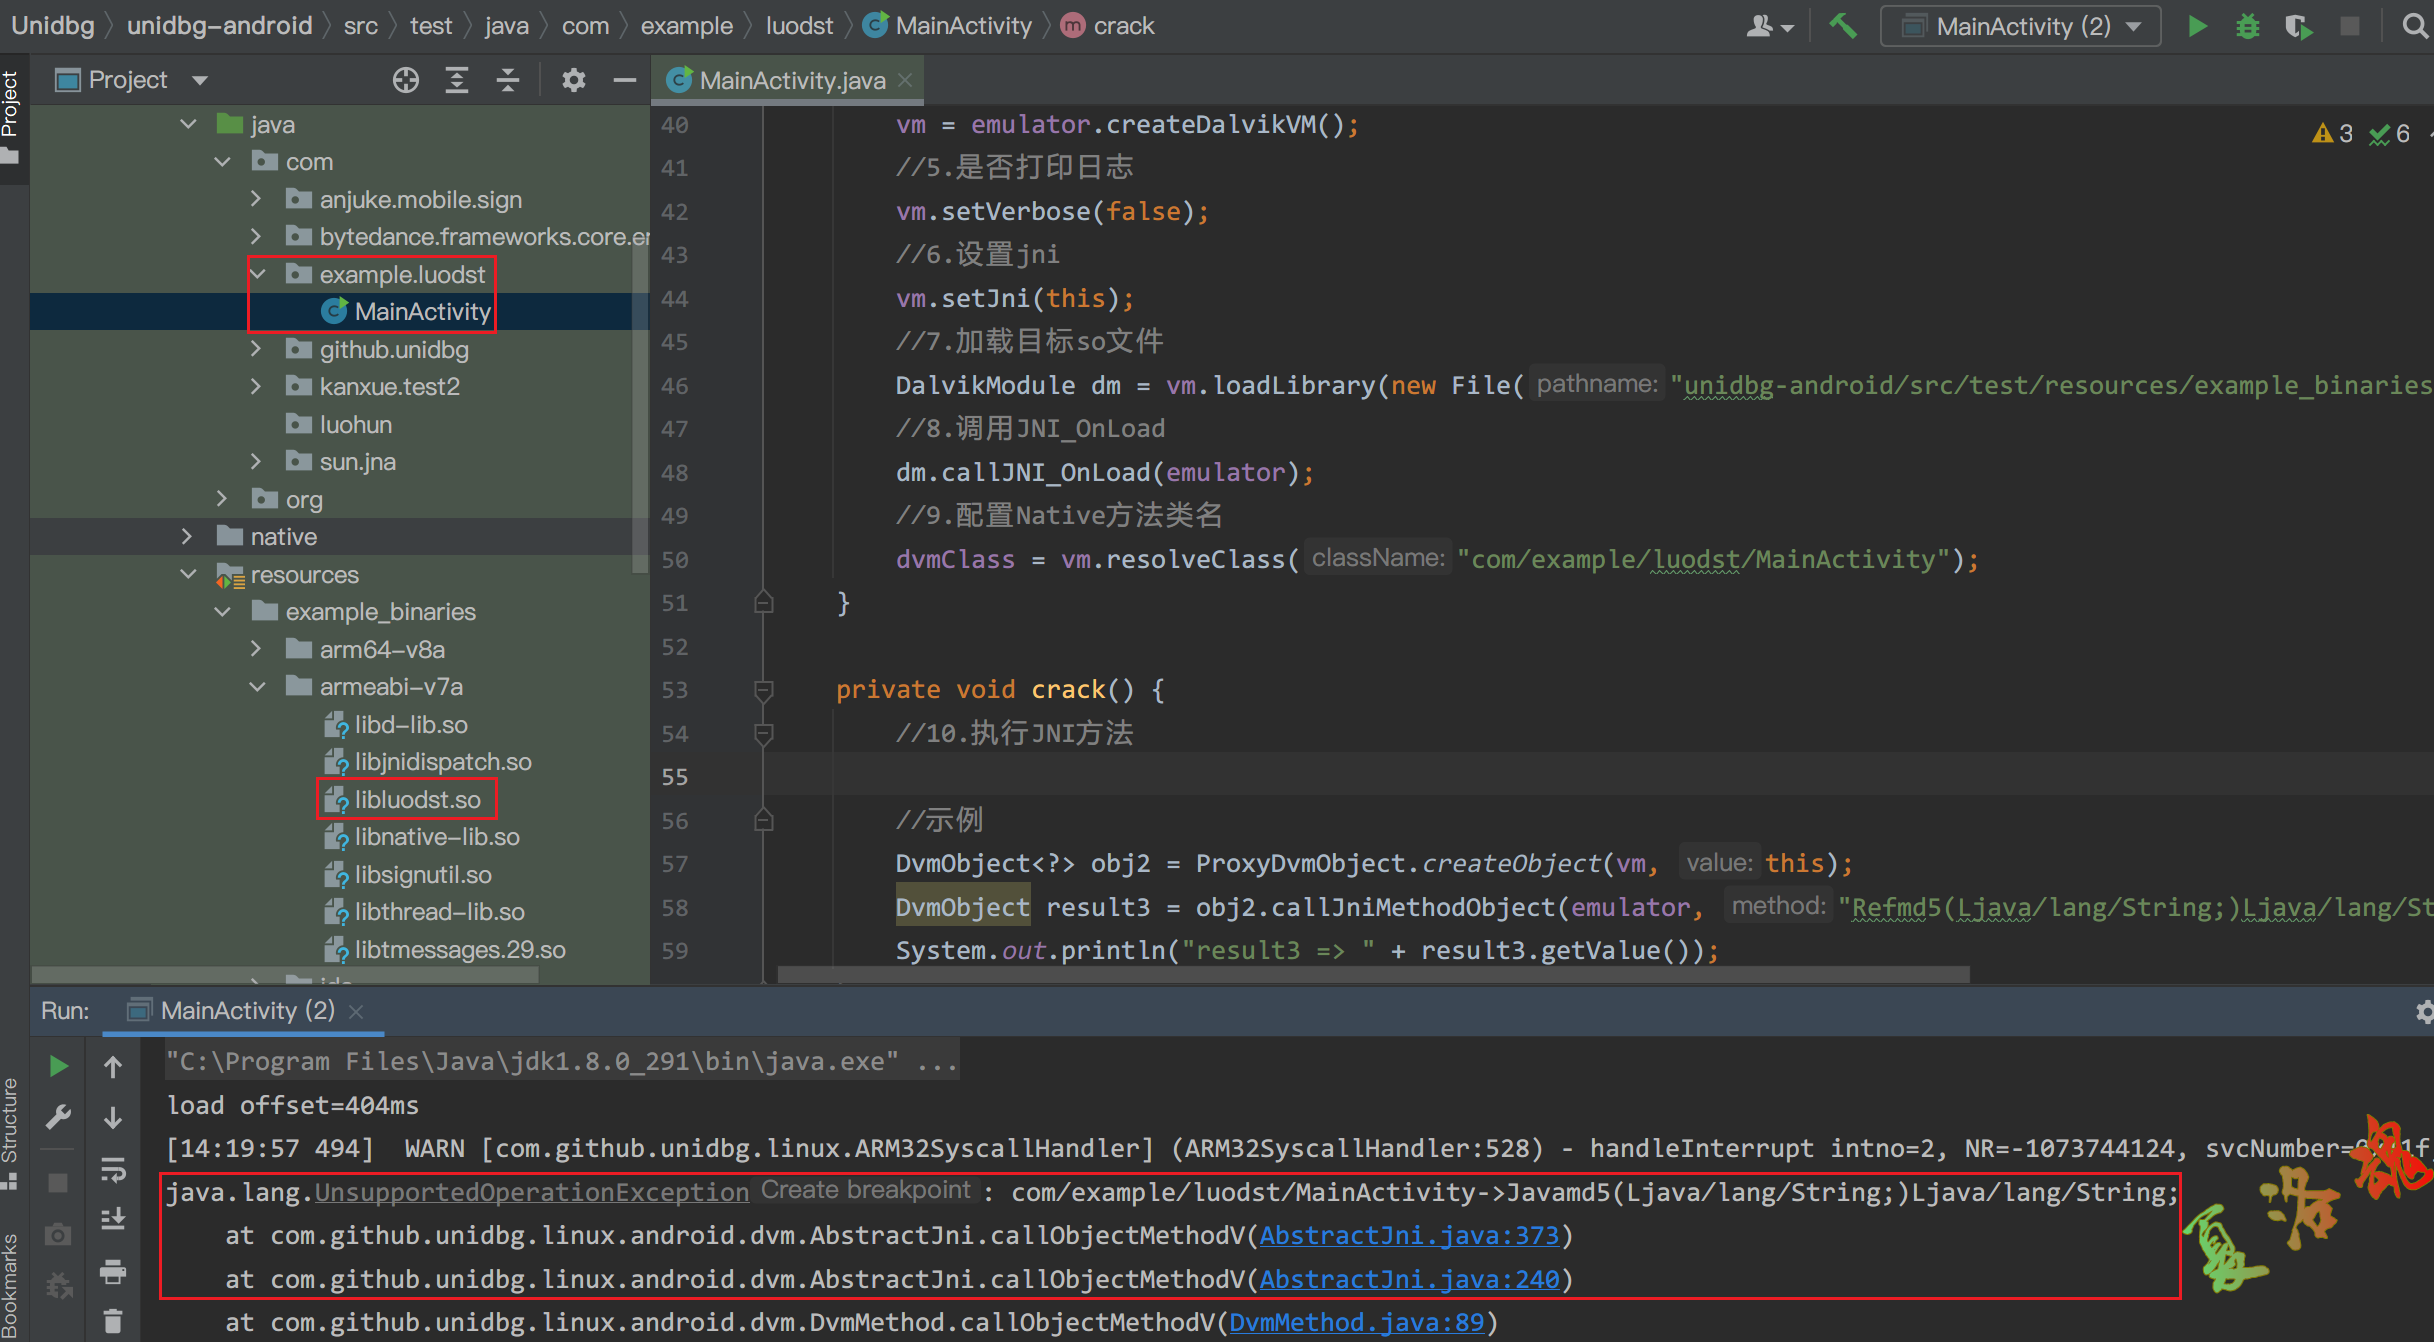 Unidbg unidbg-android src test java com example luodst MainActivity crack
MainActivity (2)
Project
Project
MainActivity.java
java
com
anjuke.mobile.sign
bytedance.frameworks.core.er
example.luodst
MainActivity
github.unidbg
kanxue.test2
luohun
sun.jna
org
native
resources
example_binaries
arm64-v8a
armeabi-v7a
libd-lib.so
libjnidispatch.so
libluodst.so
libnative-lib.so
libsignutil.so
libthread-lib.so
libtmessages.29.so
3 6
40 vm = emulator.createDalvikVM();
41 //5.是否打印日志
42 vm.setVerbose(false);
43 //6.设置jni
44 vm.setJni(this);
45 //7.加载目标so文件
46 DalvikModule dm = vm.loadLibrary(new File( pathname: "unidbg-android/src/test/resources/example_binaries
47 //8.调用JNI_OnLoad
48 dm.callJNI_OnLoad(emulator);
49 //9.配置Native方法类名
50 dvmClass = vm.resolveClass( className: "com/example/luodst/MainActivity");
51 }
52
53 private void crack() {
54 //10.执行JNI方法
55
56 //示例
57 DvmObject<?> obj2 = ProxyDvmObject.createObject(vm, value: this);
58 DvmObject result3 = obj2.callJniMethodObject(emulator, method: "Refmd5(Ljava/lang/String;)Ljava/lang/St
59 System.out.println("result3 => " + result3.getValue());
Run: MainActivity (2)
Structure
Bookmarks
"C:\Program Files\Java\jdk1.8.0_291\bin\java.exe" ...
load offset=404ms
[14:19:57 494] WARN [com.github.unidbg.linux.ARM32SyscallHandler] (ARM32SyscallHandler:528) - handleInterrupt intno=2, NR=-1073744124, svcNumber=
java.lang.UnsupportedOperationException Create breakpoint : com/example/luodst/MainActivity->Javamd5(Ljava/lang/String;)Ljava/lang/String;
at com.github.unidbg.linux.android.dvm.AbstractJni.callObjectMethodV(AbstractJni.java:373)
at com.github.unidbg.linux.android.dvm.AbstractJni.callObjectMethodV(AbstractJni.java:240)
at com.github.unidbg.linux.android.dvm.DvmMethod.callObjectMethodV(DvmMethod.java:89)